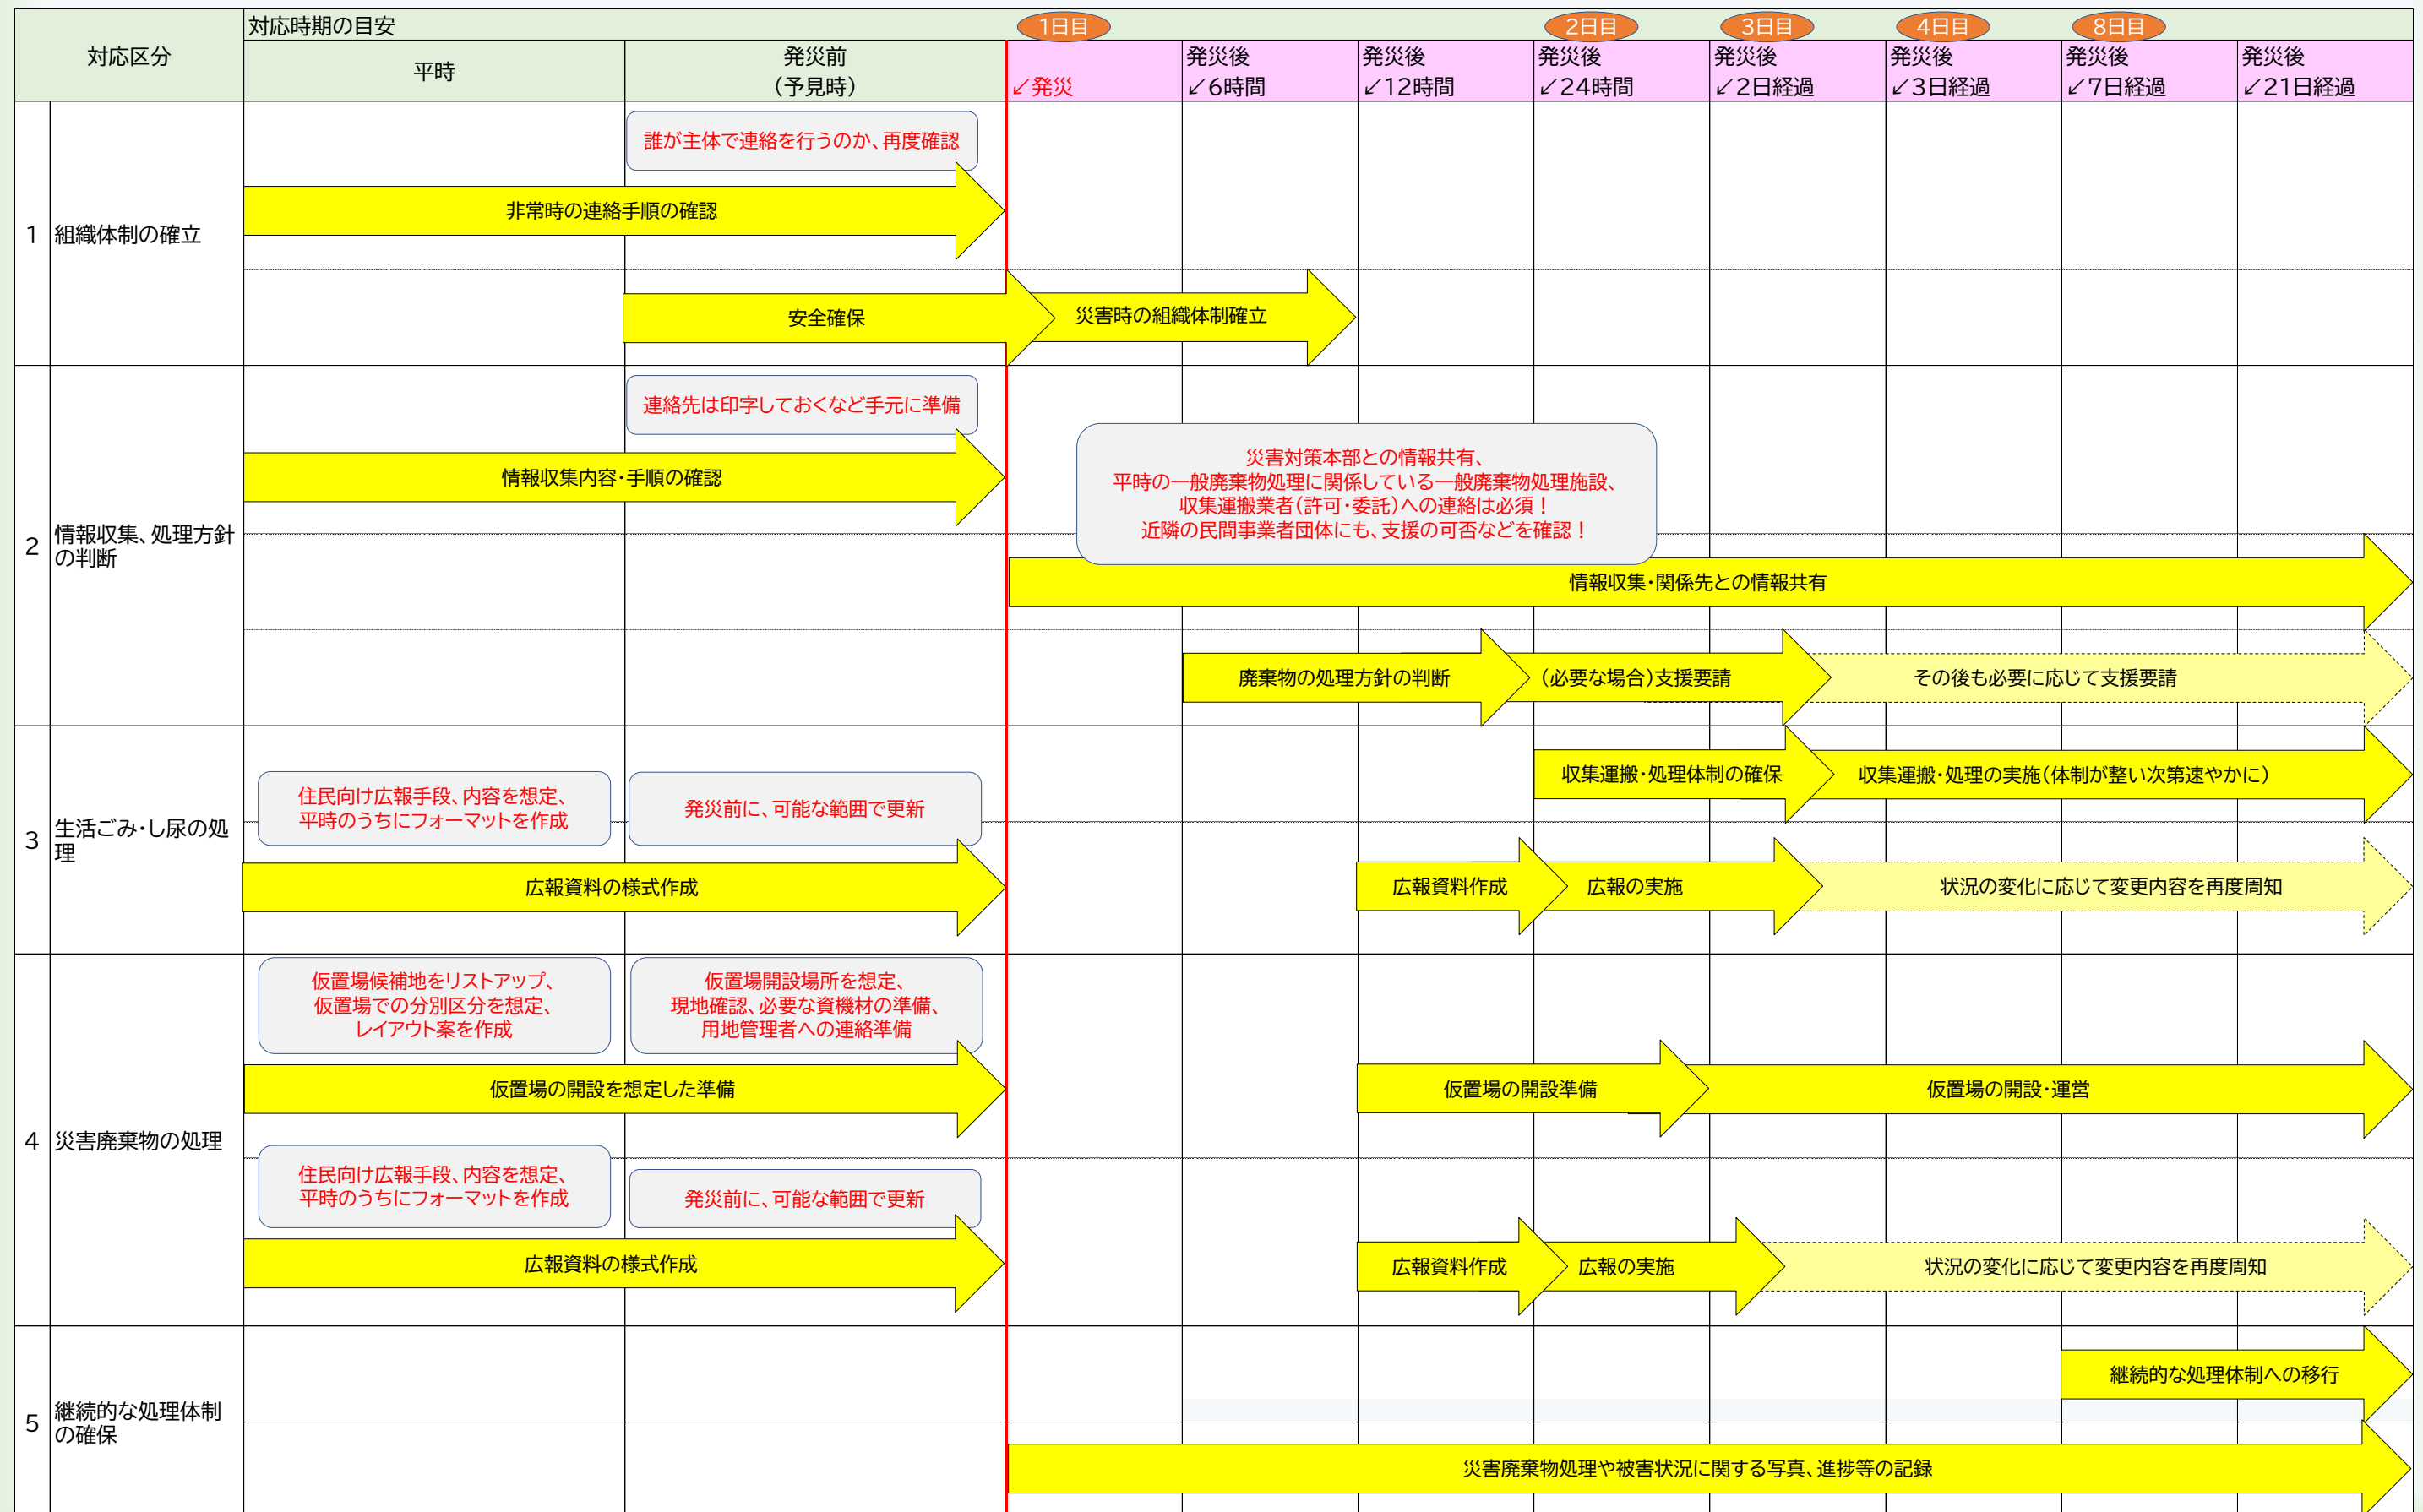 対応区分
対応時期の目安
1日目
2日目
3日目
4日目
8日目
平時
発災前
（予見時）
↙発災
発災後
↙6時間
発災後
↙12時間
発災後
↙24時間
発災後
↙2日経過
発災後
↙3日経過
発災後
↙7日経過
発災後
↙21日経過
1
組織体制の確立
誰が主体で連絡を行うのか、再度確認
非常時の連絡手順の確認
安全確保
災害時の組織体制確立
2
情報収集、処理方針
の判断
連絡先は印字しておくなど手元に準備
情報収集内容・手順の確認
災害対策本部との情報共有、
平時の一般廃棄物処理に関係している一般廃棄物処理施設、
収集運搬業者（許可・委託）への連絡は必須！
近隣の民間事業者団体にも、支援の可否などを確認！
情報収集・関係先との情報共有
廃棄物の処理方針の判断
（必要な場合）支援要請
その後も必要に応じて支援要請
3
生活ごみ・し尿の処
理
収集運搬・処理体制の確保
収集運搬・処理の実施（体制が整い次第速やかに）
住民向け広報手段、内容を想定、
平時のうちにフォーマットを作成
発災前に、可能な範囲で更新
広報資料の様式作成
広報資料作成
広報の実施
状況の変化に応じて変更内容を再度周知
4
災害廃棄物の処理
仮置場候補地をリストアップ、
仮置場での分別区分を想定、
レイアウト案を作成
仮置場開設場所を想定、
現地確認、必要な資機材の準備、
用地管理者への連絡準備
仮置場の開設を想定した準備
仮置場の開設準備
仮置場の開設・運営
住民向け広報手段、内容を想定、
平時のうちにフォーマットを作成
発災前に、可能な範囲で更新
広報資料の様式作成
広報資料作成
広報の実施
状況の変化に応じて変更内容を再度周知
5
継続的な処理体制
の確保
継続的な処理体制への移行
災害廃棄物処理や被害状況に関する写真、進捗等の記録